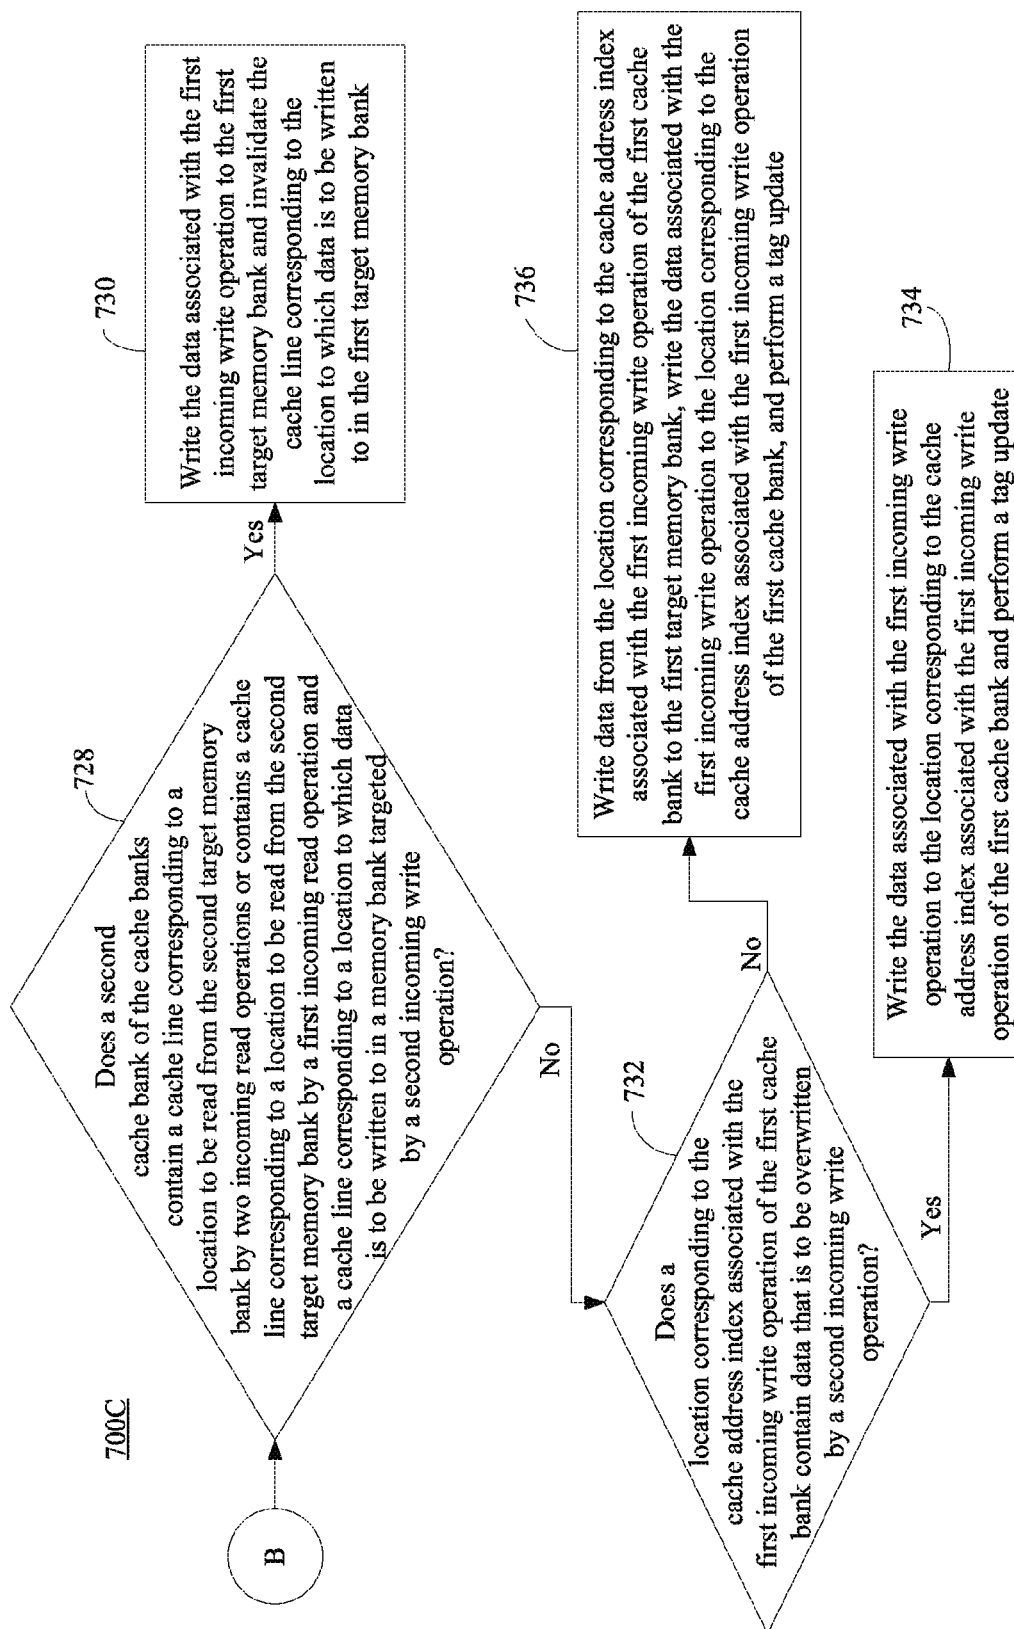 700C
B
728
Does a second
cache bank of the cache banks
contain a cache line corresponding to a
location to be read from the second target memory
bank by two incoming read operations or contains a cache
line corresponding to a location to be read from the second
target memory bank by a first incoming read operation and
a cache line corresponding to a location to which data
is to be written to in a memory bank targeted
by a second incoming write
operation?
Yes
730
Write the data associated with the first
incoming write operation to the first
target memory bank and invalidate the
cache line corresponding to the
location to which data is to be written
to in the first target memory bank
No
732
Does a
location corresponding to the
cache address index associated with the
first incoming write operation of the first cache
bank contain data that is to be overwritten
by a second incoming write
operation?
No
736
Write data from the location corresponding to the cache address index
associated with the first incoming write operation of the first cache
bank to the first target memory bank, write the data associated with the
first incoming write operation to the location corresponding to the
cache address index associated with the first incoming write operation
of the first cache bank, and perform a tag update
Yes
734
Write the data associated with the first incoming write
operation to the location corresponding to the cache
address index associated with the first incoming write
operation of the first cache bank and perform a tag update